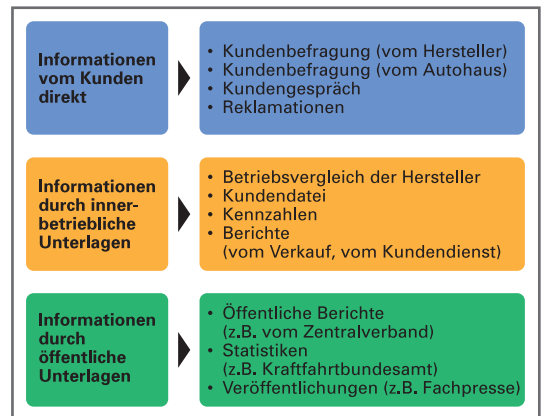 Informationen
vom Kunden
direkt
• Kundenbefragung (vom Hersteller)
• Kundenbefragung (vom Autohaus)
• Kundengespräch
• Reklamationen
Informationen
durch inner-
betriebliche
Unterlagen
• Betriebsvergleich der Hersteller
• Kundendatei
• Kennzahlen
• Berichte
(vom Verkauf, vom Kundendienst)
Informationen
durch
öffentliche
Unterlagen
• Öffentliche Berichte
(z.B. vom Zentralverband)
• Statistiken
(z.B. Kraftfahrtbundesamt)
• Veröffentlichungen (z.B. Fachpresse)